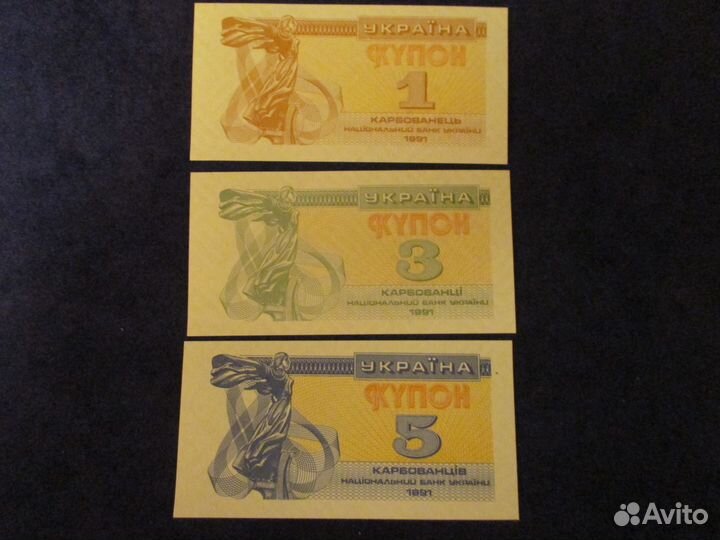 УКРАЇНА
КУПОН
1
КАРБОВАНЕЦЬ
НАЦІОНАЛЬНИЙ БАНК УКРАЇНИ
1991
УКРАЇНА
КУПОН
3
КАРБОВАНЦІ
НАЦІОНАЛЬНИЙ БАНК УКРАЇНИ
1991
УКРАЇНА
КУПОН
5
КАРБОВАНЦІВ
НАЦІОНАЛЬНИЙ БАНК УКРАЇНИ
1991
Avito